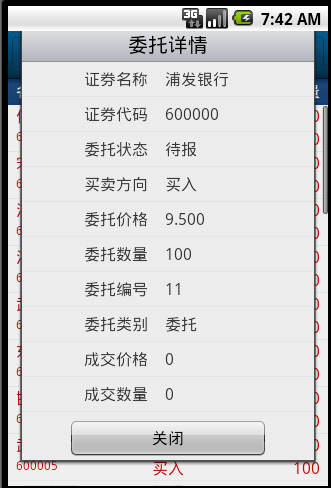 3G 7:42 AM
委托详情
证券名称 浦发银行
证券代码 600000
委托状态 待报
买卖方向 买入
委托价格 9.500
委托数量 100
委托编号 11
委托类别 委托
成交价格 0
成交数量 0
关闭
600005 买入 100